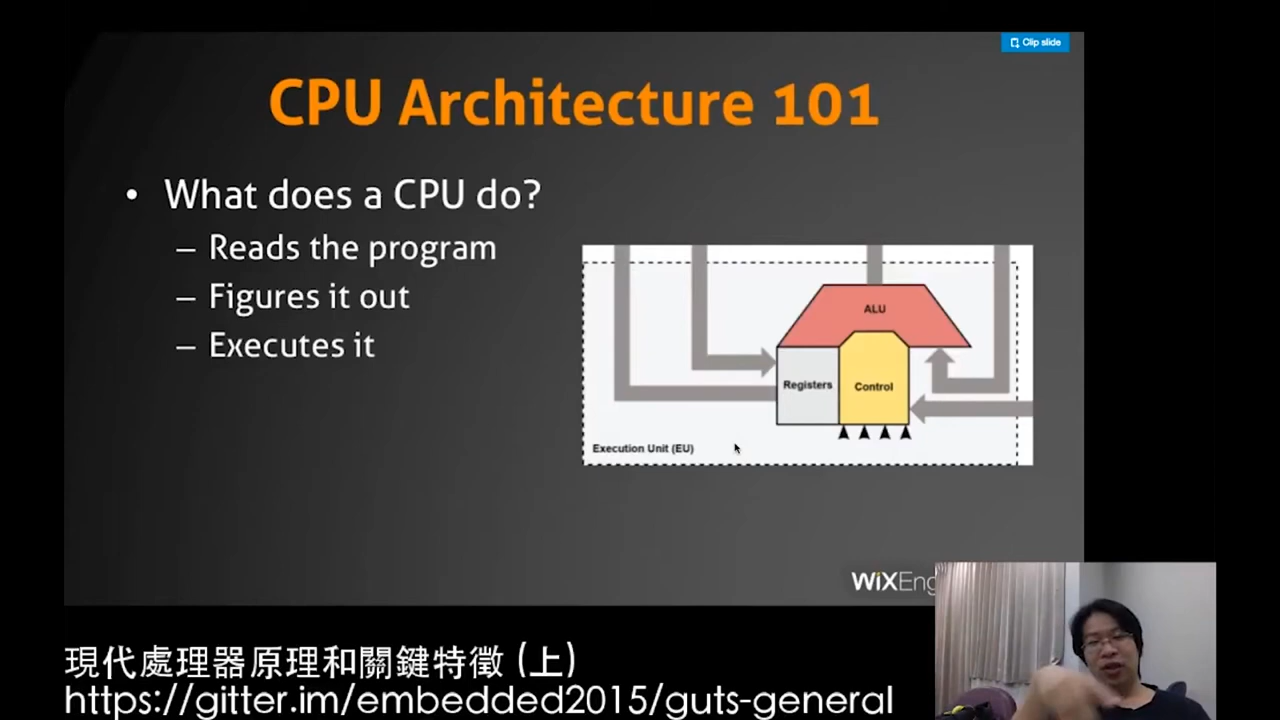 Clip slide
CPU Architecture 101
• What does a CPU do?
– Reads the program
– Figures it out
– Executes it
ALU
Registers
Control
Execution Unit (EU)
WiXEng
現代處理器原理和關鍵特徵 (上)
https://gitter.im/embedded2015/guts-general